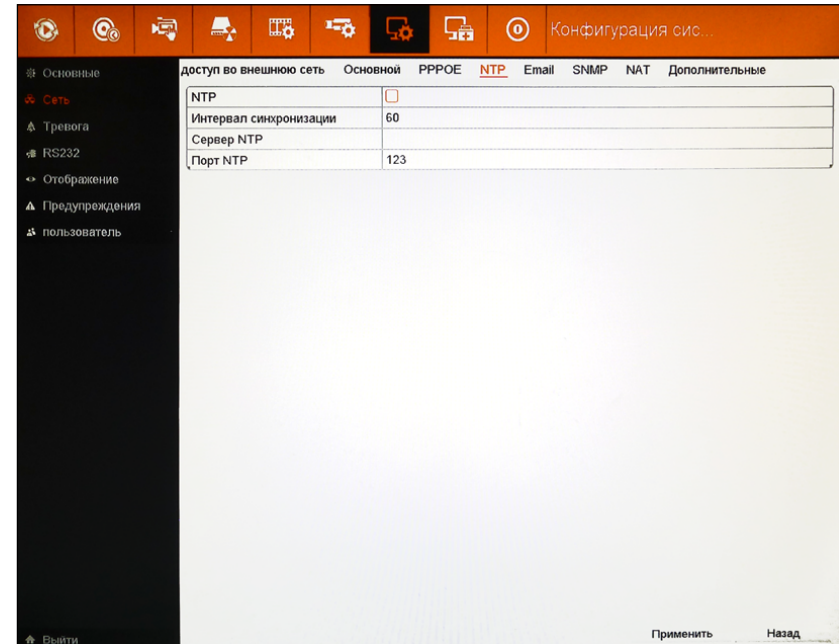 Конфигурация сис...
Основные
Сеть
Тревога
RS232
Отображение
Предупреждения
пользователь
Выйти
доступ во внешнюю сеть Основной PPPOE NTP Email SNMP NAT Дополнительные
NTP
Интервал синхронизации 60
Сервер NTP
Порт NTP 123
Применить Назад